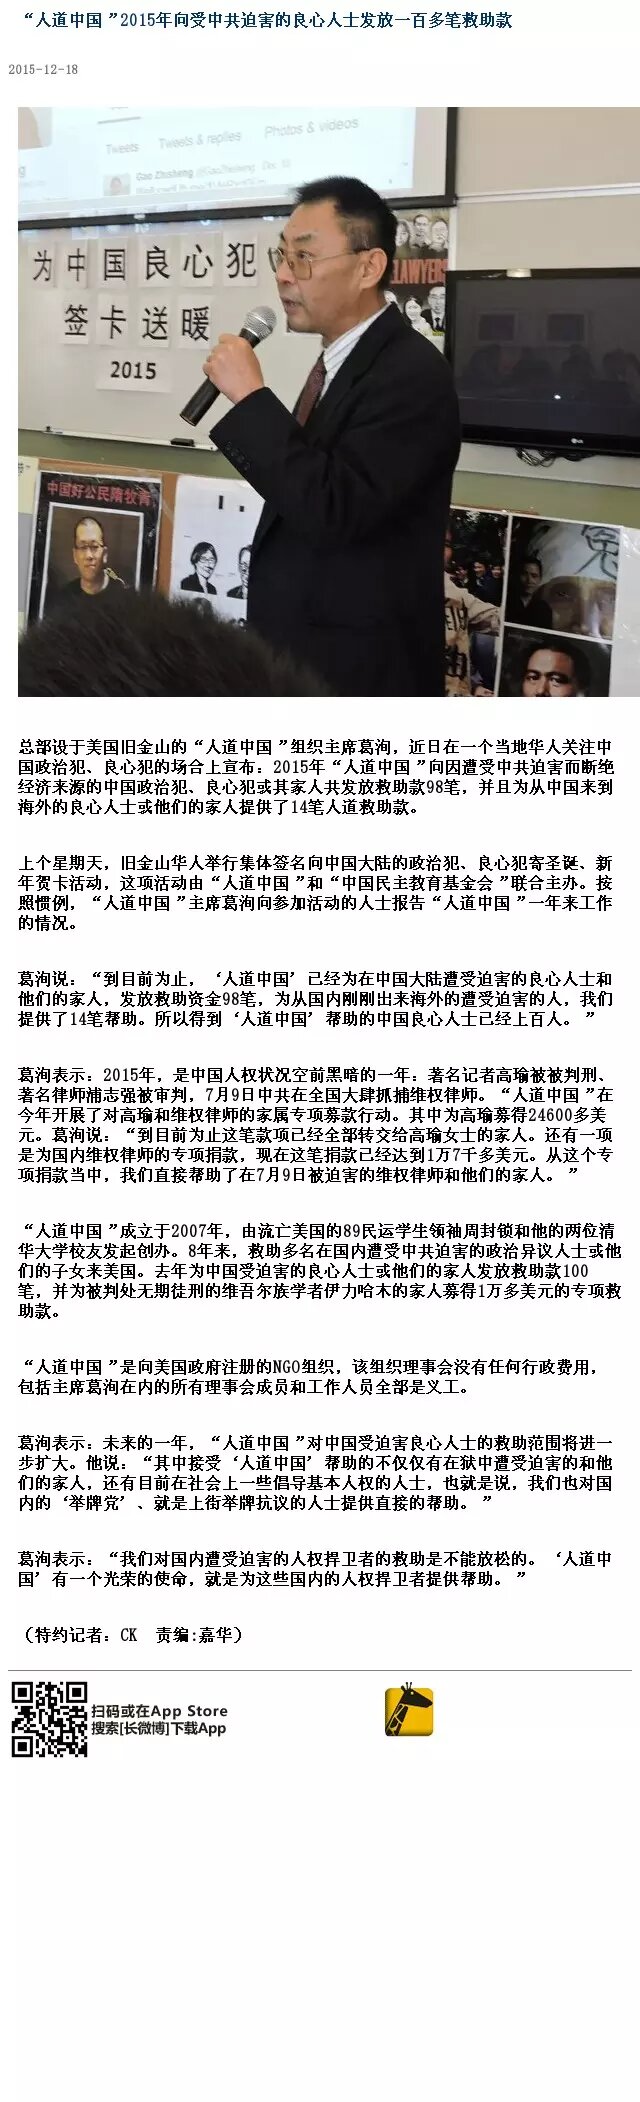 “人道中国”2015年向受中共迫害的良心人士发放一百多笔救助款
2015-12-18
Tweets
Tweets & replies
Photos & videos
Gao Zhisheng
为中国良心犯
签卡送暖
2015
LAWYERS
LG
中国好公民隋牧青
冤
总部设于美国旧金山的“人道中国”组织主席葛洵，近日在一个当地华人关注中
国政治犯、良心犯的场合上宣布：2015年“人道中国”向因遭受中共迫害而断绝
经济来源的中国政治犯、良心犯或其家人共发放救助款98笔，并且为从中国来到
海外的良心人士或他们的家人提供了14笔人道救助款。
上个星期天，旧金山华人举行集体签名向中国大陆的政治犯、良心犯寄圣诞、新
年贺卡活动，这项活动由“人道中国”和“中国民主教育基金会”联合主办。按
照惯例，“人道中国”主席葛洵向参加活动的人士报告“人道中国”一年来工作
的情况。
葛洵说：“到目前为止，‘人道中国’已经为在中国大陆遭受迫害的良心人士和
他们的家人，发放救助资金98笔，为从国内刚刚出来海外的遭受迫害的人，我们
提供了14笔帮助。所以得到‘人道中国’帮助的中国良心人士已经上百人。”
葛洵表示：2015年，是中国人权状况空前黑暗的一年：著名记者高瑜被被判刑、
著名律师浦志强被审判，7月9日中共在全国大肆抓捕维权律师。“人道中国”在
今年开展了对高瑜和维权律师的家属专项募款行动。其中为高瑜募得24600多美
元。葛洵说：“到目前为止这笔款项已经全部转交给高瑜女士的家人。还有一项
是为国内维权律师的专项捐款，现在这笔捐款已经达到1万7千多美元。从这个专
项捐款当中，我们直接帮助了在7月9日被迫害的维权律师和他们的家人。”
“人道中国”成立于2007年，由流亡美国的89民运学生领袖周封锁和他的两位清
华大学校友发起创办。8年来，救助多名在国内遭受中共迫害的政治异议人士或他
们的子女来美国。去年为中国受迫害的良心人士或他们的家人发放救助款100
笔，并为被判处无期徒刑的维吾尔族学者伊力哈木的家人募得1万多美元的专项救
助款。
“人道中国”是向美国政府注册的NGO组织，该组织理事会没有任何行政费用，
包括主席葛洵在内的所有理事会成员和工作人员全部是义工。
葛洵表示：未来的一年，“人道中国”对中国受迫害良心人士的救助范围将进一
步扩大。他说：“其中接受‘人道中国’帮助的不仅仅有在狱中遭受迫害的和他
们的家人，还有目前在社会上一些倡导基本人权的人士，也就是说，我们也对国
内的‘举牌党’、就是上街举牌抗议的人士提供直接的帮助。”
葛洵表示：“我们对国内遭受迫害的人权捍卫者的救助是不能放松的。‘人道中
国’有一个光荣的使命，就是为这些国内的人权捍卫者提供帮助。”
（特约记者：CK 责编:嘉华）
扫码或在App Store
搜索[长微博]下载App